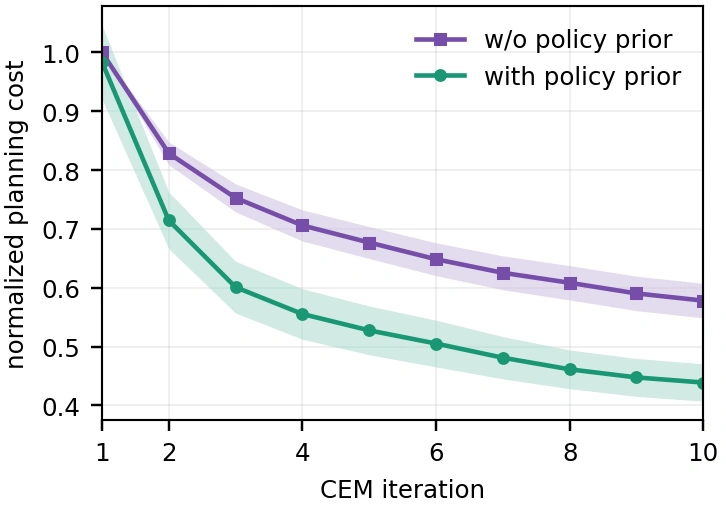 w/o policy prior
with policy prior
normalized planning cost
1.0
0.9
0.8
0.7
0.6
0.5
0.4
1 2 4 6 8 10
CEM iteration